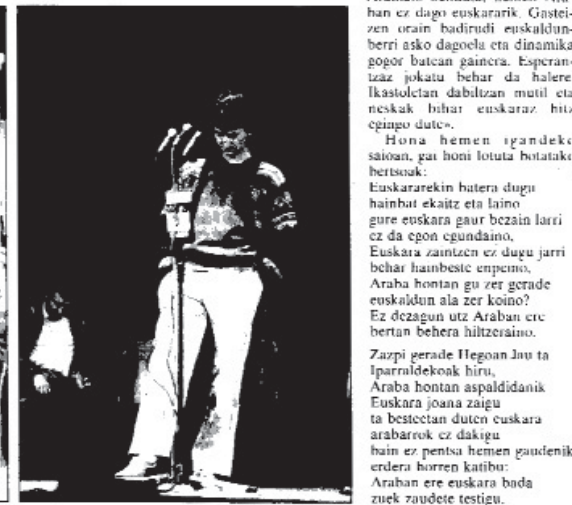 han ez dago euskararik. Gastei-
zen orain badirudi euskaldun-
berri asko dagoela eta dinamika
gogor batean gainera. Esperan-
tzaz jokatu behar da halere.
Ikastoletan dabiltzan mutil eta
neskak bihar euskaraz hitz
egingo dute».
Hona hemen igandeko
saioan, gai honi lotuta botatako
bertsoak:
Euskararekin batera dugu
hainbat ekaitz eta laino
gure euskara gaur bezain larri
ez da egon egundaino,
Euskara zaintzen ez dugu jarri
behar hainbeste enpeino,
Araba hontan gu zer gerade
euskaldun ala zer koino?
Ez dezagun utz Araban ere
bertan behera hiltzeraino.
Zazpi gerade Hegoan lau ta
Iparraldekoak hiru,
Araba hontan aspaldidanik
Euskara joana zaigu
ta besteetan duten euskara
arabarrok ez dakigu
bain ez pentsa hemen gaudenik
erdera horren katibu:
Araban ere euskara bada
zuek zaudete testigu.